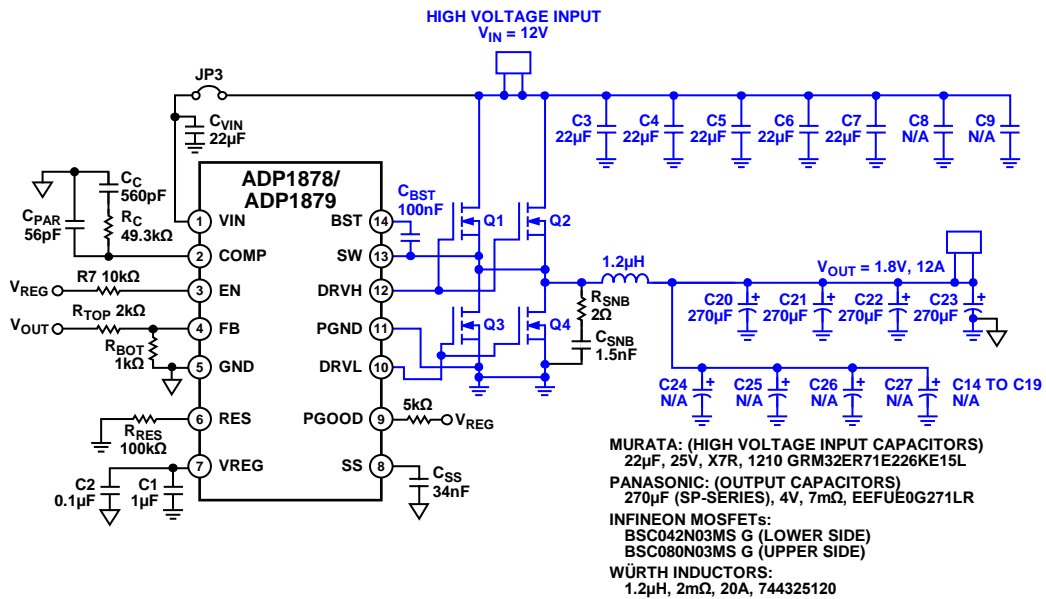 HIGH VOLTAGE INPUT
VIN = 12V
JP3
CVIN
22µF
C3
22µF
C4
22µF
C5
22µF
C6
22µF
C7
22µF
C8
N/A
C9
N/A
CC
560pF
CPAR
56pF
RC
49.3kΩ
ADP1878/
ADP1879
1 VIN
2 COMP
3 EN
4 FB
5 GND
6 RES
7 VREG
BST 14
SW 13
DRVH 12
PGND 11
DRVL 10
PGOOD 9
SS 8
CBST
100nF
Q1
Q2
Q3
Q4
VREG
R7 10kΩ
VOUT
RTOP 2kΩ
RBOT
1kΩ
RRES
100kΩ
C2
0.1µF
C1
1µF
5kΩ
VREG
CSS
34nF
1.2µH
RSNB
2Ω
CSNB
1.5nF
VOUT = 1.8V, 12A
C20
270µF
+
C21
270µF
+
C22
270µF
+
C23
270µF
+
C24
N/A
+
C25
N/A
+
C26
N/A
+
C27
N/A
+
C14 TO C19
N/A
MURATA: (HIGH VOLTAGE INPUT CAPACITORS)
22µF, 25V, X7R, 1210 GRM32ER71E226KE15L
PANASONIC: (OUTPUT CAPACITORS)
270µF (SP-SERIES), 4V, 7mΩ, EEFUE0G271LR
INFINEON MOSFETs:
BSC042N03MS G (LOWER SIDE)
BSC080N03MS G (UPPER SIDE)
WÜRTH INDUCTORS:
1.2µH, 2mΩ, 20A, 744325120